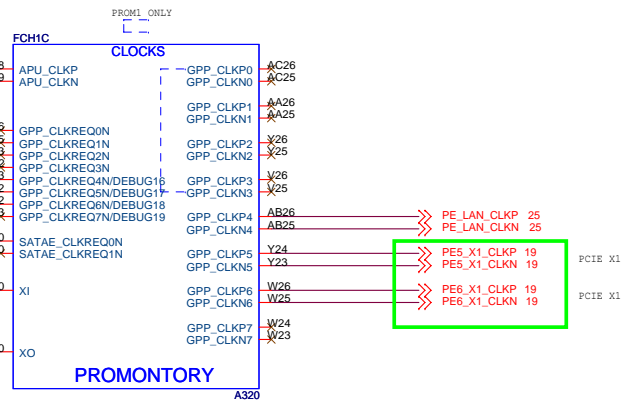 PROM1 ONLY
FCH1C
CLOCKS
APU_CLKP
APU_CLKN
GPP_CLKP0 AC26
GPP_CLKN0 AC25
GPP_CLKP1 AA26
GPP_CLKN1 AA25
GPP_CLKREQ0N
GPP_CLKREQ1N GPP_CLKP2 Y26
GPP_CLKREQ2N GPP_CLKN2 Y25
GPP_CLKREQ3N
GPP_CLKREQ4N/DEBUG16 GPP_CLKP3 V26
GPP_CLKREQ5N/DEBUG17 GPP_CLKN3 V25
GPP_CLKREQ6N/DEBUG18
GPP_CLKREQ7N/DEBUG19 GPP_CLKP4 AB26 PE_LAN_CLKP 25
GPP_CLKN4 AB25 PE_LAN_CLKN 25
SATAE_CLKREQ0N
SATAE_CLKREQ1N GPP_CLKP5 Y24 PE5_X1_CLKP 19
GPP_CLKN5 Y23 PE5_X1_CLKN 19 PCIE X1
XI GPP_CLKP6 W26 PE6_X1_CLKP 19
GPP_CLKN6 W25 PE6_X1_CLKN 19 PCIE X1
GPP_CLKP7 W24
GPP_CLKN7 W23
XO
PROMONTORY
A320